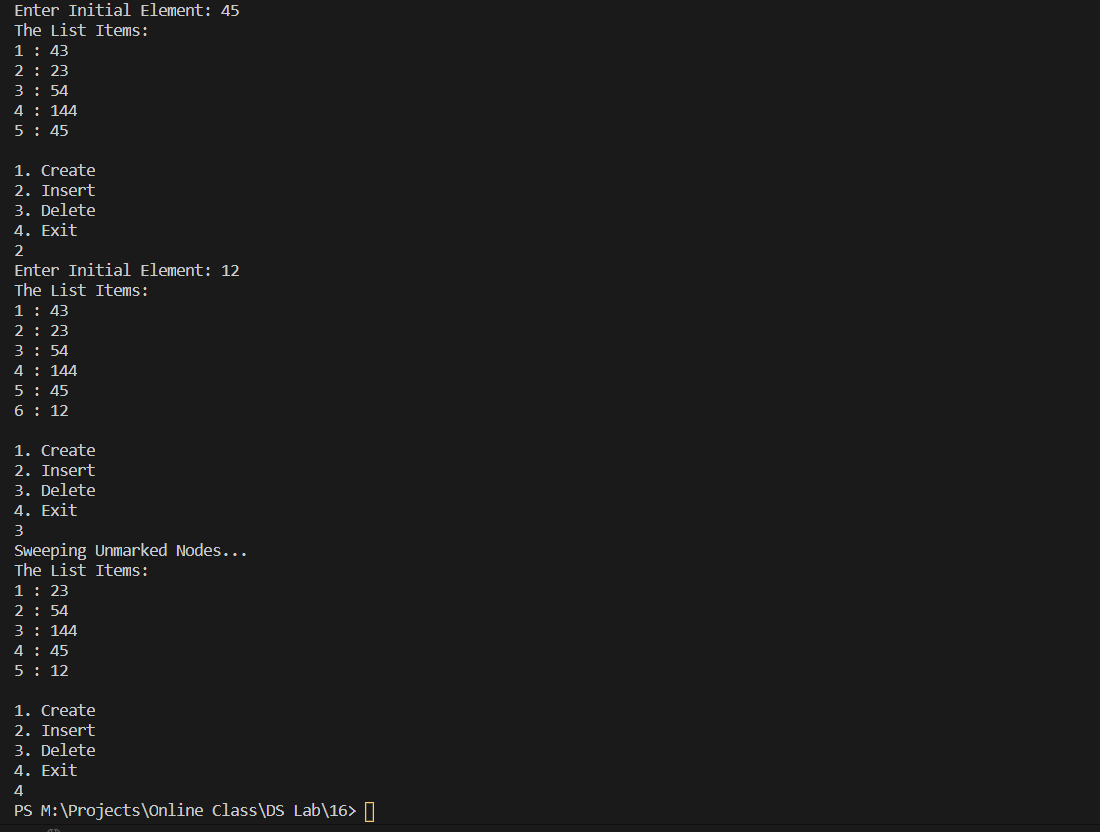 Enter Initial Element: 45
The List Items:
1 : 43
2 : 23
3 : 54
4 : 144
5 : 45

1. Create
2. Insert
3. Delete
4. Exit
2
Enter Initial Element: 12
The List Items:
1 : 43
2 : 23
3 : 54
4 : 144
5 : 45
6 : 12

1. Create
2. Insert
3. Delete
4. Exit
3
Sweeping Unmarked Nodes...
The List Items:
1 : 23
2 : 54
3 : 144
4 : 45
5 : 12

1. Create
2. Insert
3. Delete
4. Exit
4
PS M:\Projects\Online Class\DS Lab\16>